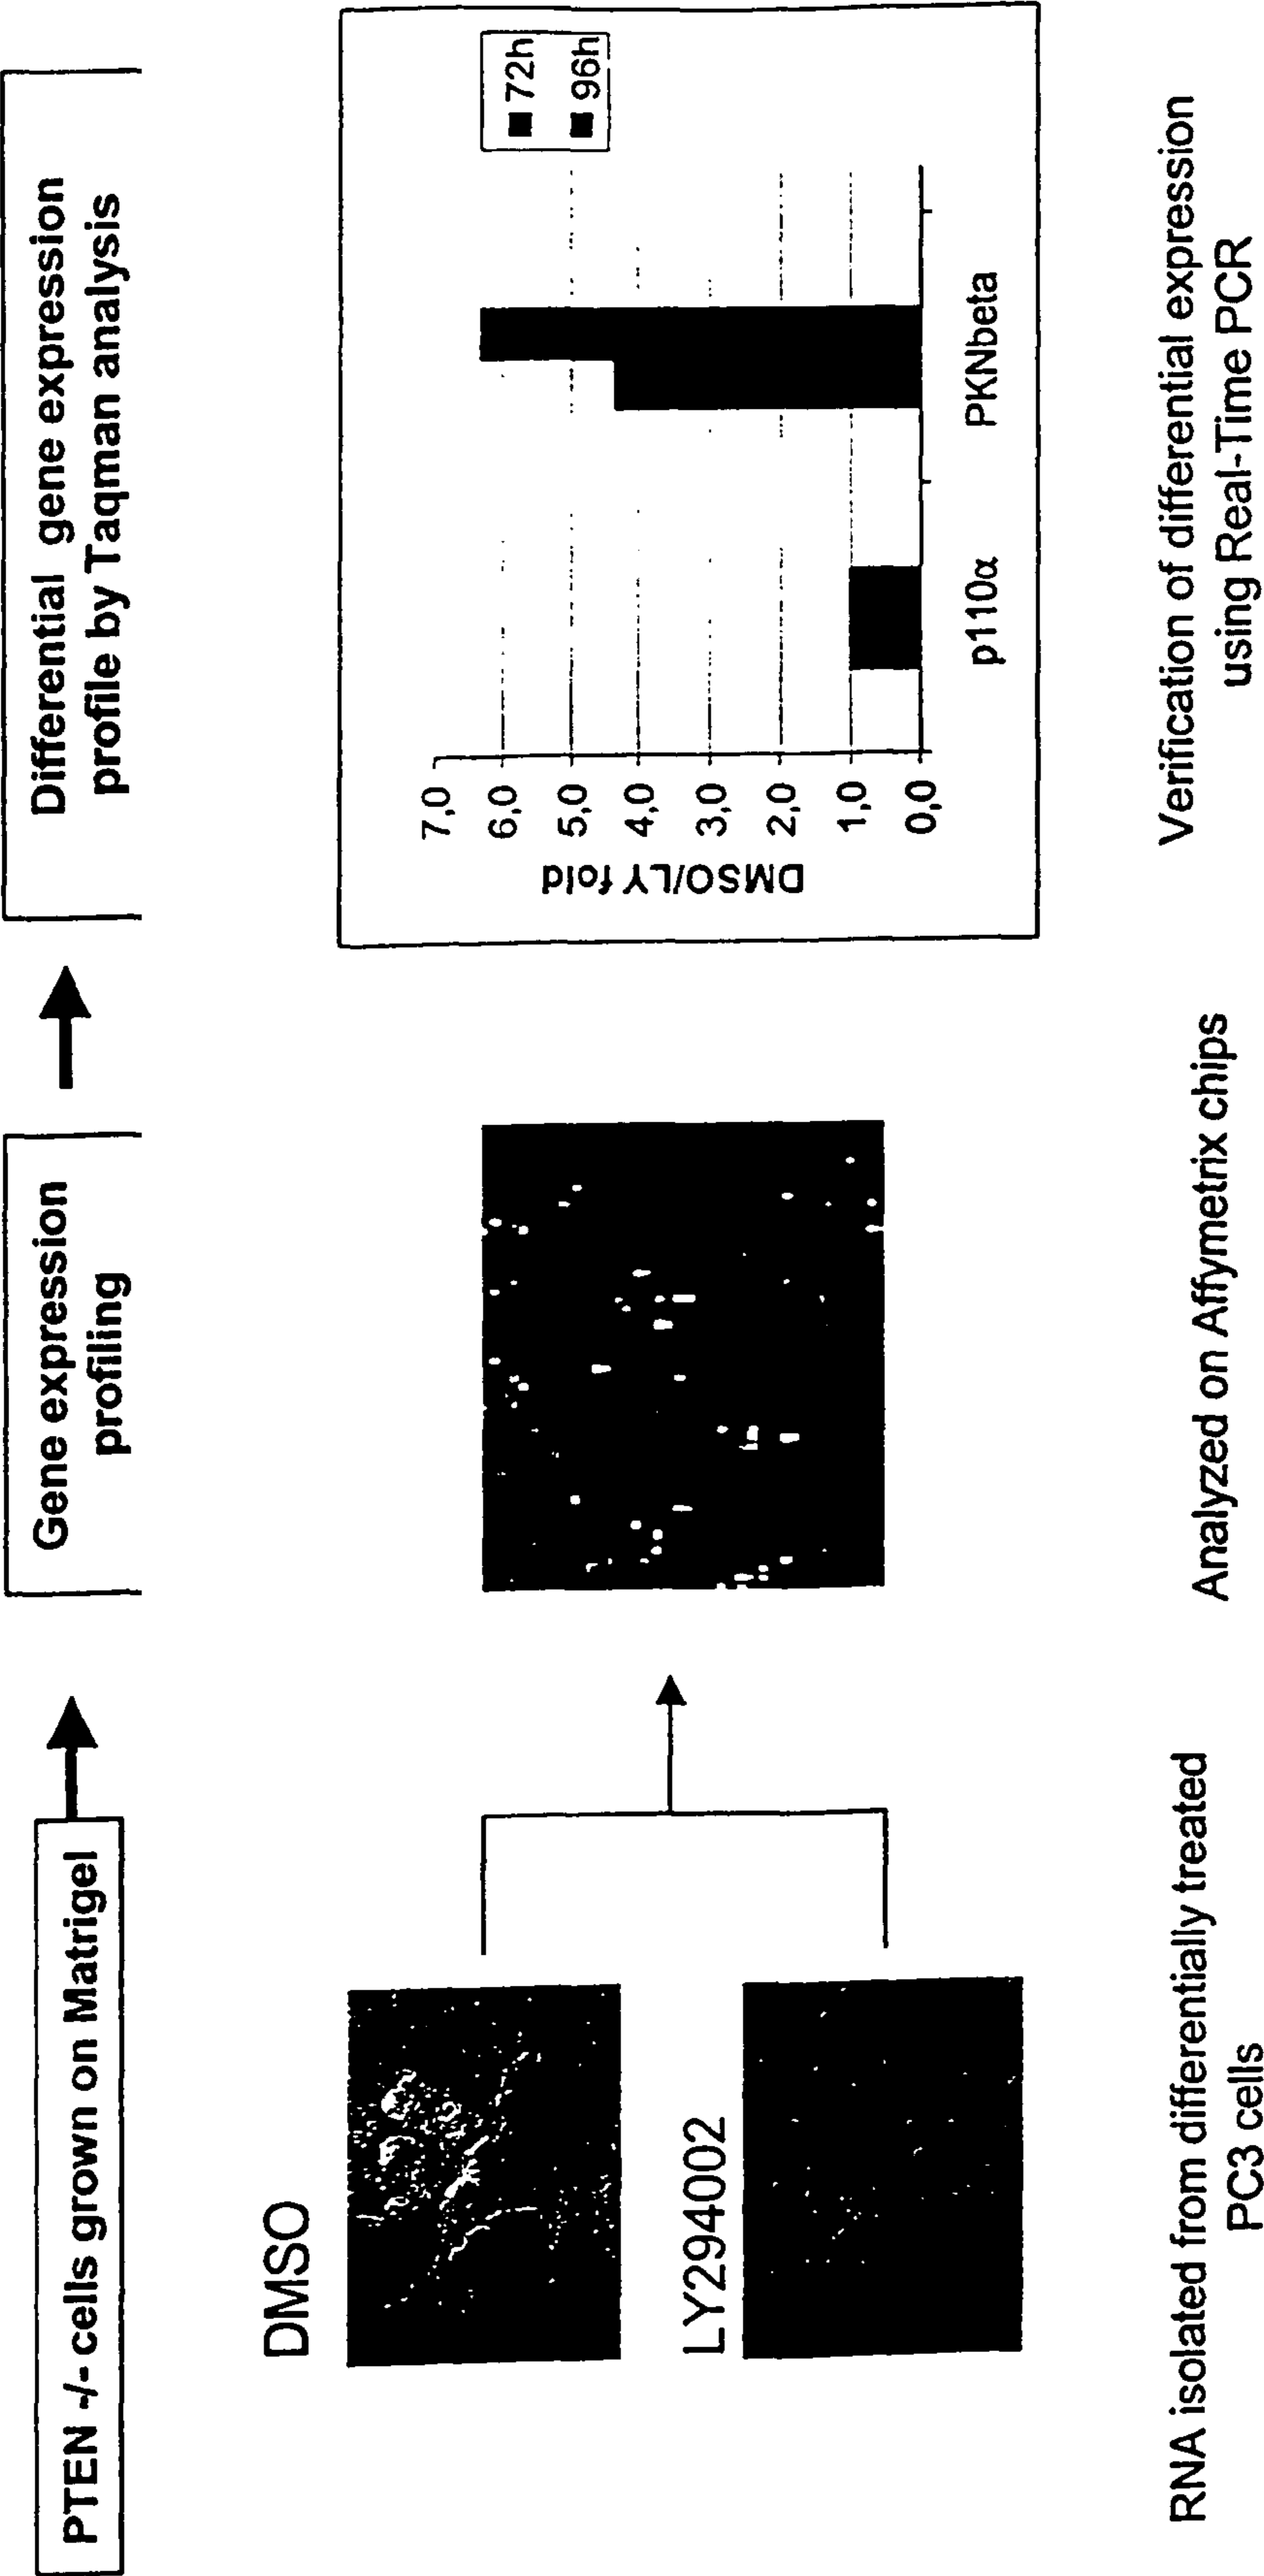 PTEN -/- cells grown on Matrigel
Gene expression
profiling
Differential gene expression
profile by Taqman analysis
DMSO
LY294002
DMSO/LY fold
7,0
6,0
5,0
4,0
3,0
2,0
1,0
0,0
p110α
PKNbeta
72h
96h
RNA isolated from differentially treated
PC3 cells
Analyzed on Affymetrix chips
Verification of differential expression
using Real-Time PCR